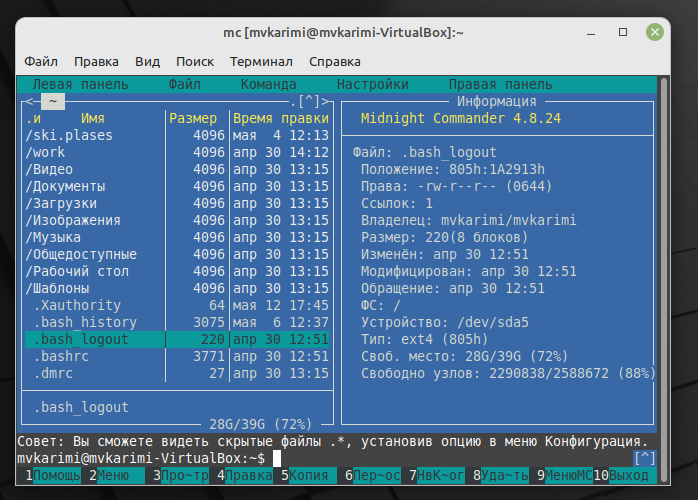 mc [mvkarimi@mvkarimi-VirtualBox]:~
Файл Правка Вид Поиск Терминал Справка
Левая панель Файл Команда Настройки Правая панель
<- ~ .[^]>
.и Имя Размер Время правки
/ski.plases 4096 мая 4 12:13
/work 4096 апр 30 14:12
/Видео 4096 апр 30 13:15
/Документы 4096 апр 30 13:15
/Загрузки 4096 апр 30 13:15
/Изображения 4096 апр 30 13:15
/Музыка 4096 апр 30 13:15
/Общедоступные 4096 апр 30 13:15
/Рабочий стол 4096 апр 30 13:15
/Шаблоны 4096 апр 30 13:15
.Xauthority 64 мая 12 17:45
.bash_history 3075 мая 6 12:37
.bash_logout 220 апр 30 12:51
.bashrc 3771 апр 30 12:51
.dmrc 27 апр 30 13:15
.bash_logout
28G/39G (72%)
Информация
Midnight Commander 4.8.24
Файл: .bash_logout
Положение: 805h:1A2913h
Права: -rw-r--r-- (0644)
Ссылок: 1
Владелец: mvkarimi/mvkarimi
Размер: 220(8 блоков)
Изменён: апр 30 12:51
Модифицирован: апр 30 12:51
Обращение: апр 30 12:51
ФС: /
Устройство: /dev/sda5
Тип: ext4 (805h)
Своб. место: 28G/39G (72%)
Свободно узлов: 2290838/2588672 (88%)
Совет: Вы сможете видеть скрытые файлы .*, установив опцию в меню Конфигурация.
mvkarimi@mvkarimi-VirtualBox:~$ [^]
1Помощь 2Меню 3Про~тр 4Правка 5Копия 6Пер~ос 7НвК~ог 8Уда~ть 9МенюMC 10Выход